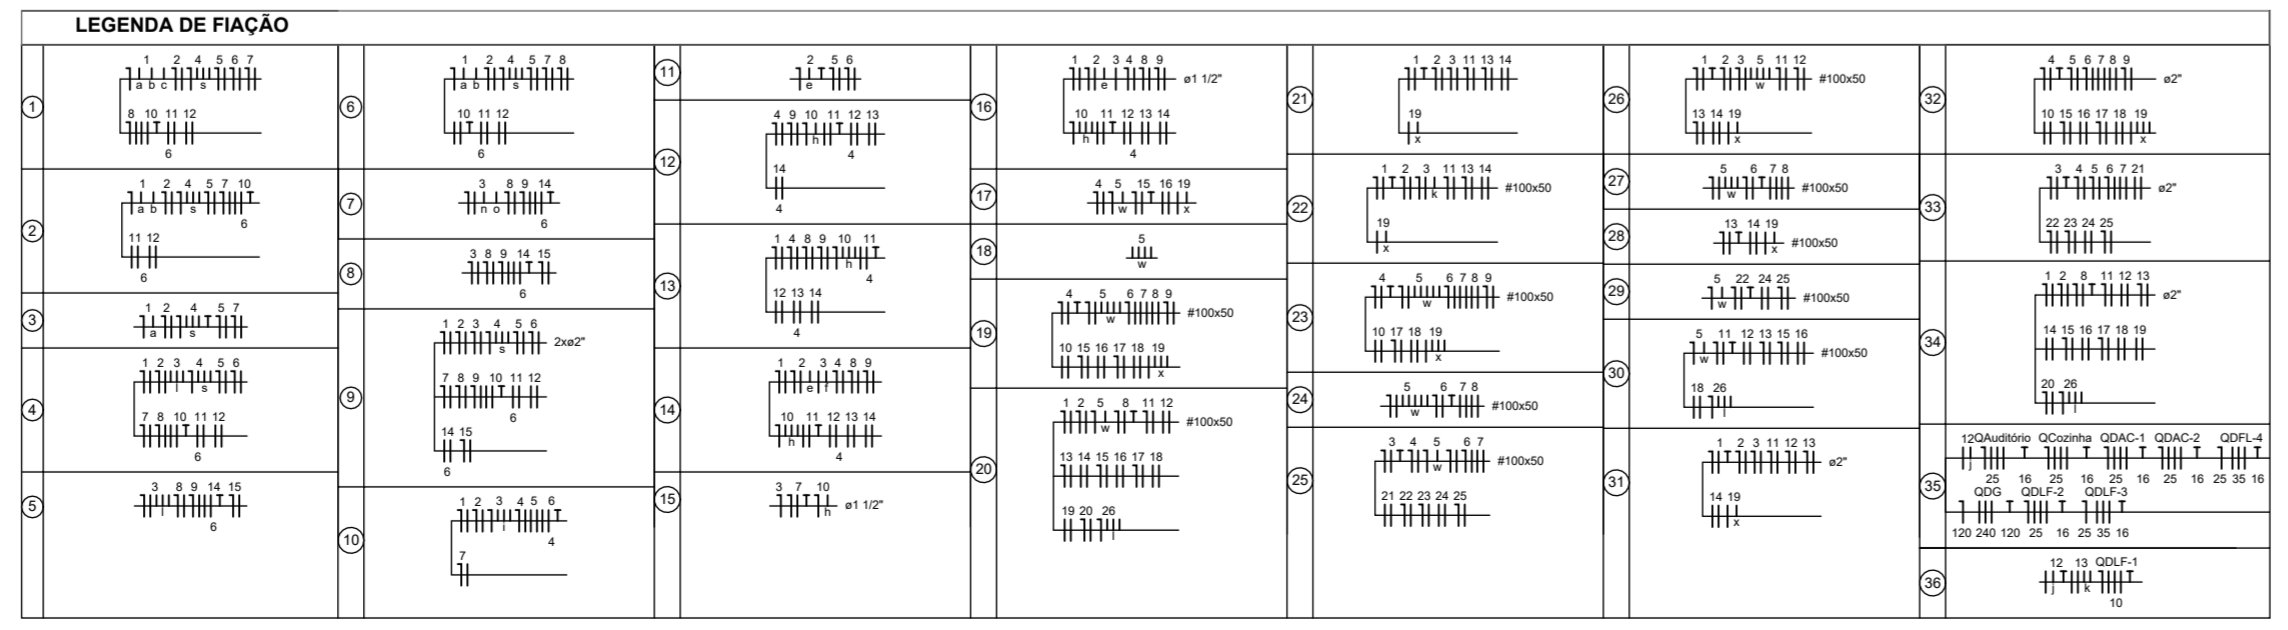 LEGENDA DE FIAÇÃO
1
1 2 4 5 6 7
a b c s
8 10 11 12
6
2
1 2 4 5 7 10
a b s
6
11 12
6
3
1 2 4 5 7
a s
4
1 2 3 4 5 6
i s
7 8 10 11 12
6
5
3 8 9 14 15
i
6
6
1 2 4 5 7 8
a b s
10 11 12
6
7
3 8 9 14
n o
6
8
3 8 9 14 15
6
9
1 2 3 4 5 6
s
2xø2"
7 8 9 10 11 12
6
14 15
6
10
1 2 3 4 5 6
i
4
7
11
2 5 6
e
12
4 9 10 11 12 13
h
4
14
4
13
1 4 8 9 10 11
h
4
12 13 14
4
14
1 2 3 4 8 9
e f
10 11 12 13 14
h
4
15
3 7 10
h
ø1 1/2"
16
1 2 3 4 8 9
e
ø1 1/2"
10 11 12 13 14
h
4
17
4 5 15 16 19
w x
18
5
w
19
4 5 6 7 8 9
w
#100x50
10 15 16 17 18 19
x
20
1 2 5 8 11 12
w
#100x50
13 14 15 16 17 18
19 20 26
l
21
1 2 3 11 13 14
19
x
22
1 2 3 11 13 14
k
#100x50
19
x
23
4 5 6 7 8 9
w
#100x50
10 17 18 19
x
24
5 6 7 8
w
#100x50
25
3 4 5 6 7
w
#100x50
21 22 23 24 25
26
1 2 3 5 11 12
w
#100x50
13 14 19
x
27
5 6 7 8
w
#100x50
28
13 14 19
x
#100x50
29
5 22 24 25
w
#100x50
30
5 11 12 13 15 16
w
#100x50
18 26
l
31
1 2 3 11 12 13
ø2"
14 19
x
32
4 5 6 7 8 9
ø2"
10 15 16 17 18 19
x
33
3 4 5 6 7 21
ø2"
22 23 24 25
34
1 2 8 11 12 13
ø2"
14 15 16 17 18 19
20 26
l
35
12 QAuditório QCozinha QDAC-1 QDAC-2 QDFL-4
j
25 16 25 16 25 16 25 16 25 35 16
QDG QDLF-2 QDLF-3
120 240 120 25 16 25 35 16
36
12 13 QDLF-1
j k
10